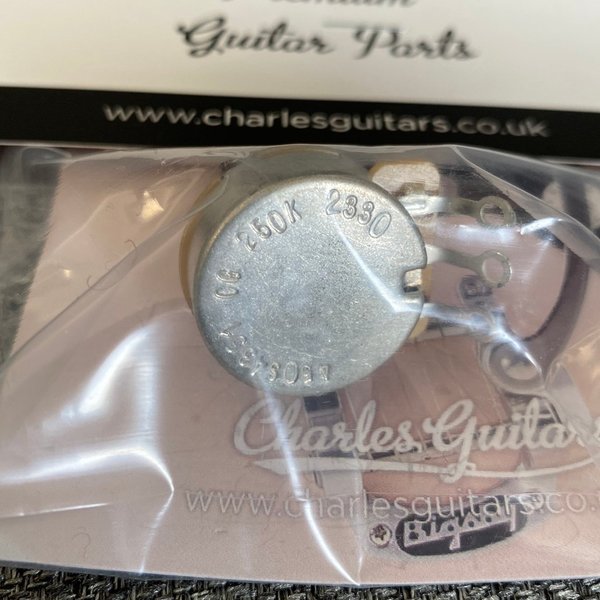 Guitar Parts
www.charlesguitars.co.uk
CG 250K 2330
Charles Guitars
www.charlesguitars.co.
Bigsby